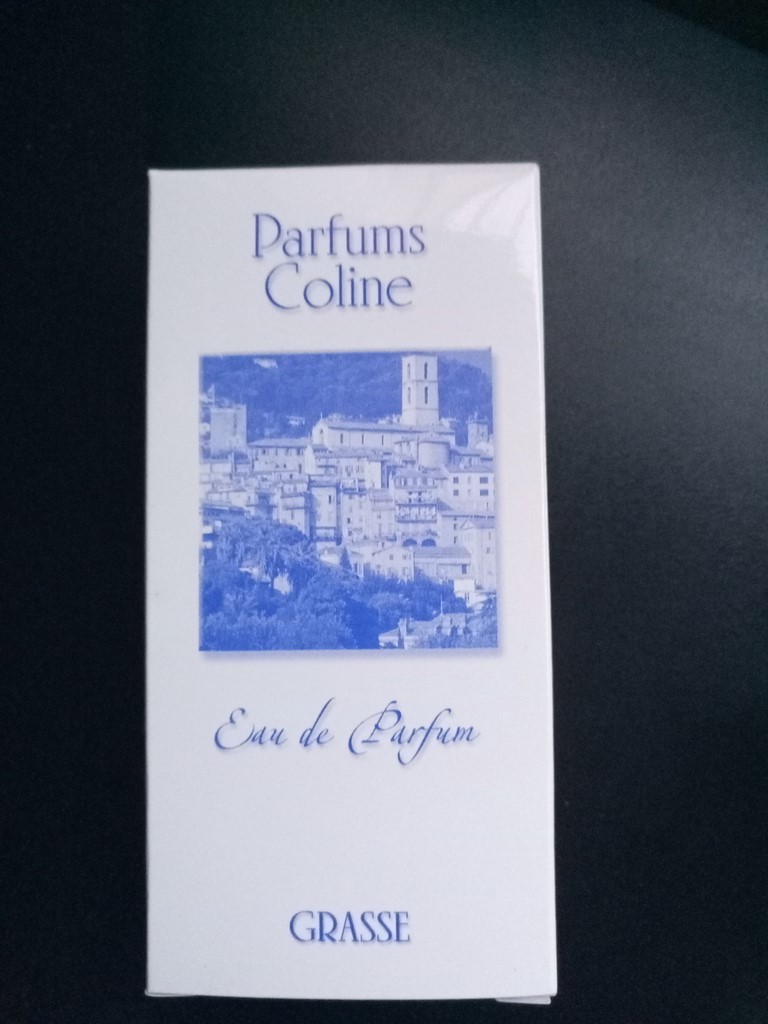 Parfums
Coline
Eau de Parfum
GRASSE